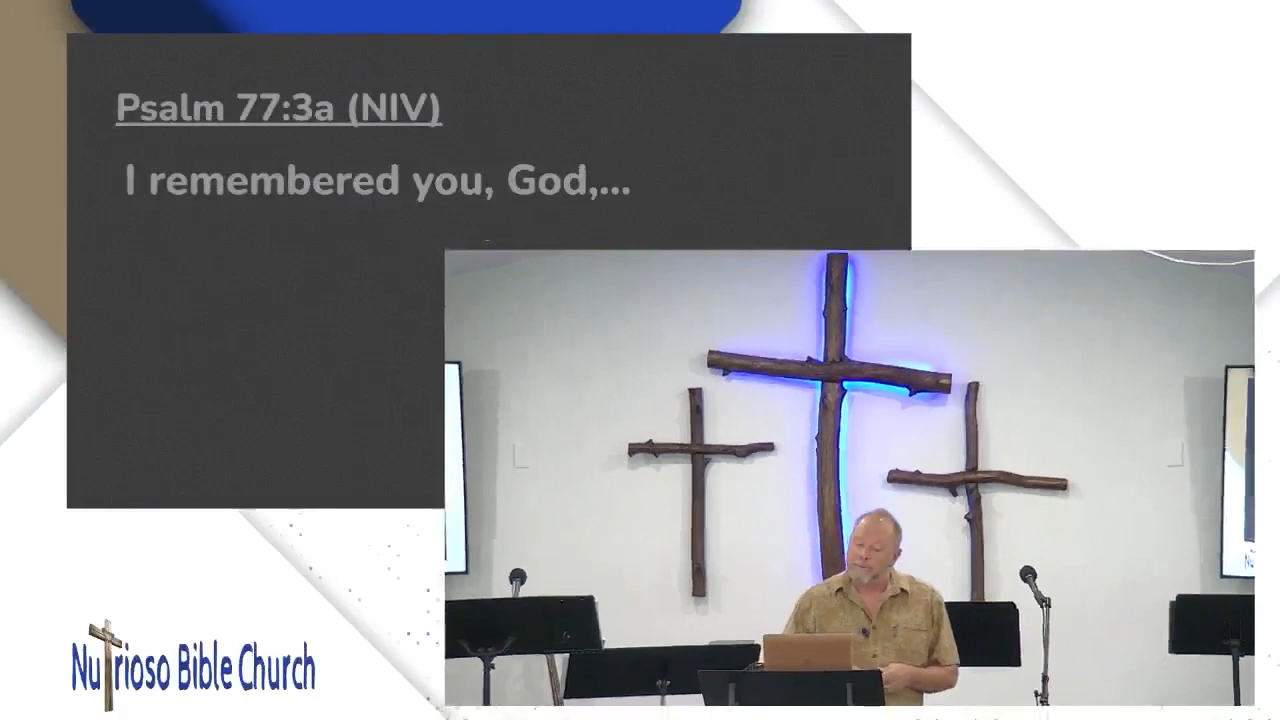 Psalm 77:3a (NIV)
I remembered you, God,...
Nutrioso Bible Church